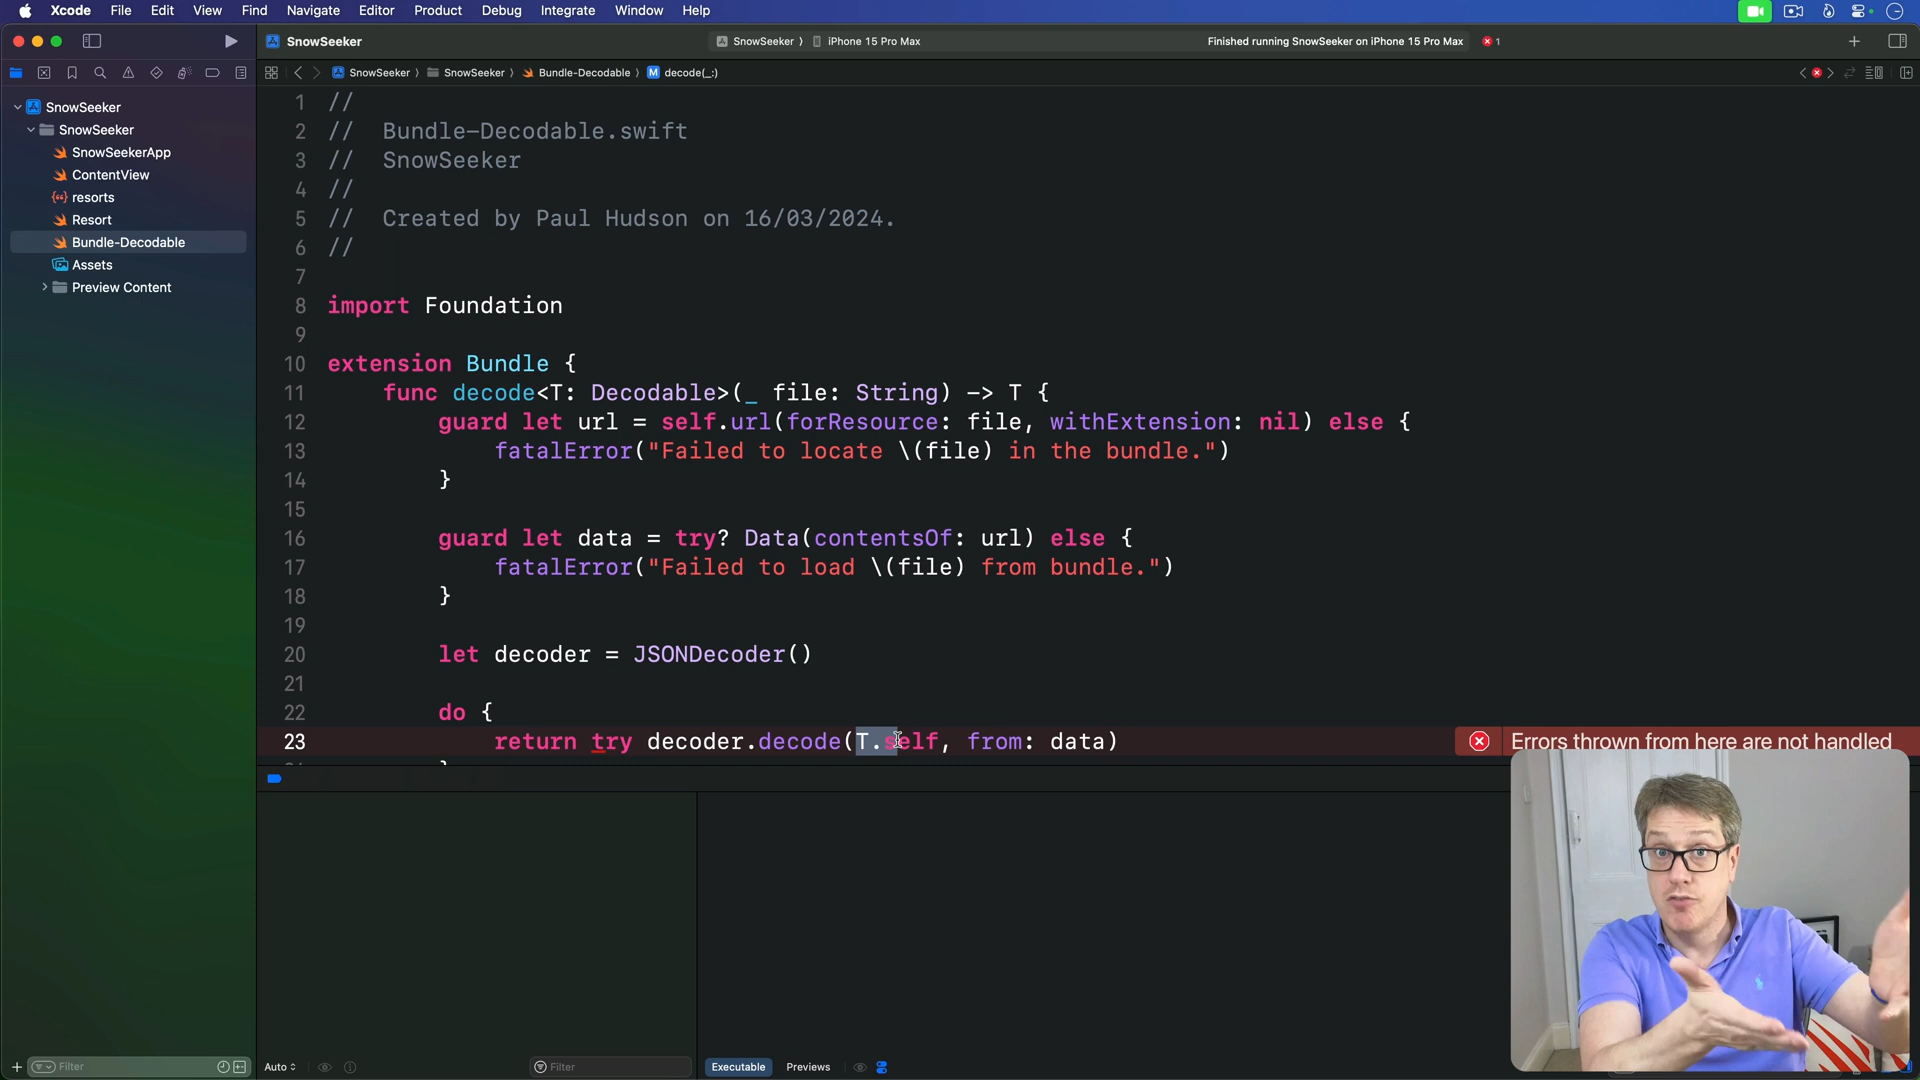 Xcode File Edit View Find Navigate Editor Product Debug Integrate Window Help
SnowSeeker
SnowSeeker 〉 iPhone 15 Pro Max
Finished running SnowSeeker on iPhone 15 Pro Max
1
SnowSeeker 〉 SnowSeeker 〉 Bundle-Decodable 〉 M decode(_:)
SnowSeeker
SnowSeeker
SnowSeekerApp
ContentView
resorts
Resort
Bundle-Decodable
Assets
Preview Content
1 //
2 //  Bundle-Decodable.swift
3 //  SnowSeeker
4 //
5 //  Created by Paul Hudson on 16/03/2024.
6 //
7
8 import Foundation
9
10 extension Bundle {
11     func decode<T: Decodable>(_ file: String) -> T {
12         guard let url = self.url(forResource: file, withExtension: nil) else {
13             fatalError("Failed to locate \(file) in the bundle.")
14         }
15
16         guard let data = try? Data(contentsOf: url) else {
17             fatalError("Failed to load \(file) from bundle.")
18         }
19
20         let decoder = JSONDecoder()
21
22         do {
23             return try decoder.decode(T.self, from: data)
Errors thrown from here are not handled
Filter
Auto
Filter
Executable Previews